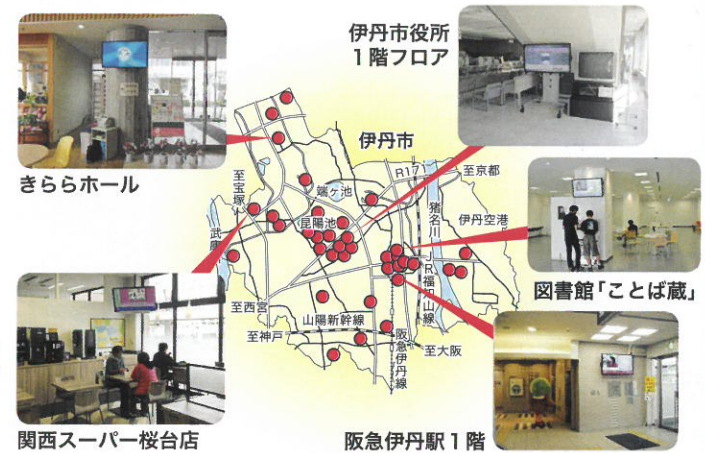 伊丹市役所
1階フロア
きららホール
伊丹市
R171
至京都
至宝塚
端ヶ池
昆陽池
猪名川
伊丹空港
武庫川
JR福知山線
図書館「ことば蔵」
至西宮
山陽新幹線
至神戸
阪急伊丹線
至大阪
関西スーパー桜台店
阪急伊丹駅1階